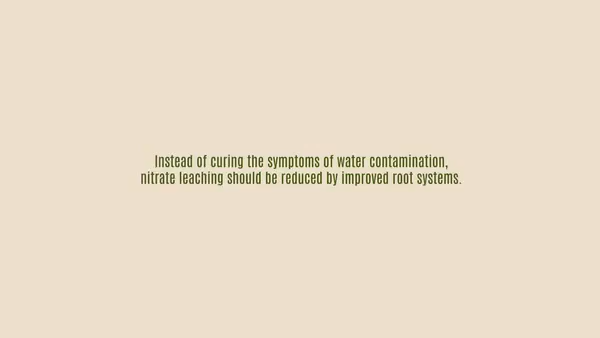 Instead of curing the symptoms of water contamination,
nitrate leaching should be reduced by improved root systems.